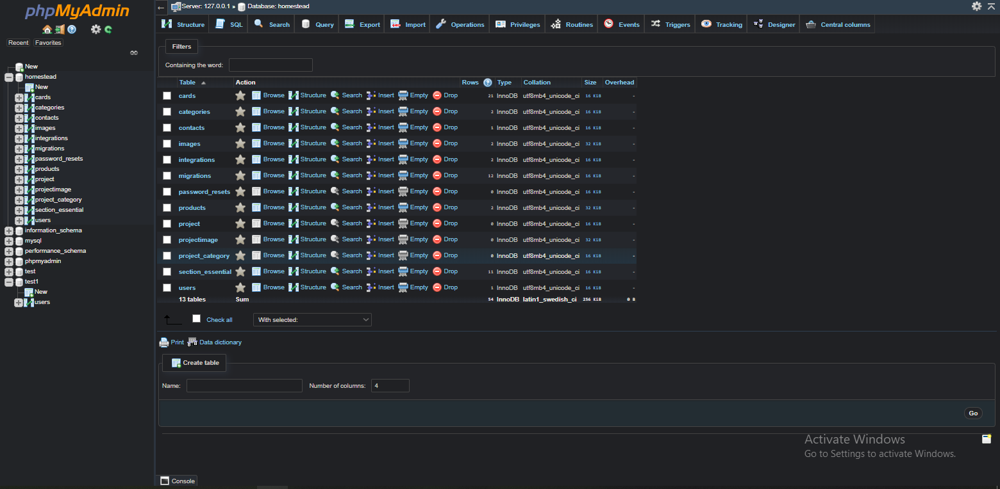 phpMyAdmin
Recent Favorites
New
homestead
New
cards
categories
contacts
images
integrations
migrations
password_resets
products
project
projectimage
project_category
section_essential
users
information_schema
mysql
performance_schema
phpmyadmin
test
test1
New
users
Server: 127.0.0.1 » Database: homestead
Structure SQL Search Query Export Import Operations Privileges Routines Events Triggers Tracking Designer Central columns
Filters
Containing the word:
Table Action Rows Type Collation Size Overhead
cards Browse Structure Search Insert Empty Drop 21 InnoDB utf8mb4_unicode_ci 16 KiB -
categories Browse Structure Search Insert Empty Drop 2 InnoDB utf8mb4_unicode_ci 16 KiB -
contacts Browse Structure Search Insert Empty Drop 1 InnoDB utf8mb4_unicode_ci 16 KiB -
images Browse Structure Search Insert Empty Drop 2 InnoDB utf8mb4_unicode_ci 32 KiB -
integrations Browse Structure Search Insert Empty Drop 2 InnoDB utf8mb4_unicode_ci 16 KiB -
migrations Browse Structure Search Insert Empty Drop 12 InnoDB utf8mb4_unicode_ci 16 KiB -
password_resets Browse Structure Search Insert Empty Drop 0 InnoDB utf8mb4_unicode_ci 16 KiB -
products Browse Structure Search Insert Empty Drop 2 InnoDB utf8mb4_unicode_ci 32 KiB -
project Browse Structure Search Insert Empty Drop 0 InnoDB utf8mb4_unicode_ci 16 KiB -
projectimage Browse Structure Search Insert Empty Drop 0 InnoDB utf8mb4_unicode_ci 32 KiB -
project_category Browse Structure Search Insert Empty Drop 0 InnoDB utf8mb4_unicode_ci 16 KiB -
section_essential Browse Structure Search Insert Empty Drop 11 InnoDB utf8mb4_unicode_ci 16 KiB -
users Browse Structure Search Insert Empty Drop 1 InnoDB utf8mb4_unicode_ci 16 KiB -
13 tables Sum 54 InnoDB latin1_swedish_ci 256 KiB 0 B
Check all With selected:
Print Data dictionary
Create table
Name: Number of columns: 4
Go
Activate Windows
Go to Settings to activate Windows.
Console